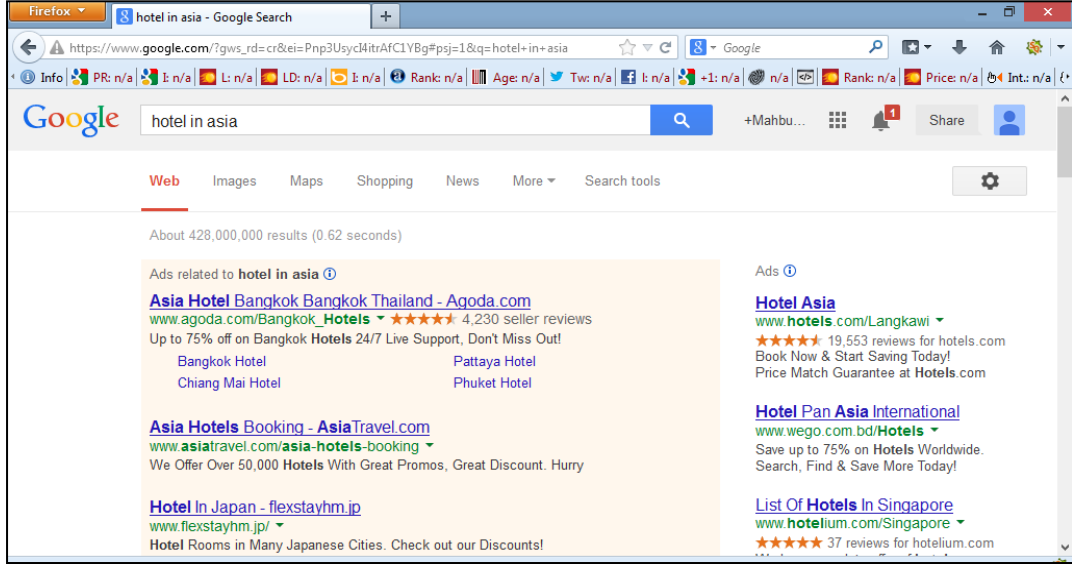 Firefox
hotel in asia - Google Search
https://www.google.com/?gws_rd=cr&ei=Pnp3UsycI4itrAfC1YBg#psj=1&q=hotel+in+asia
Google
Info PR: n/a I: n/a L: n/a LD: n/a I: n/a Rank: n/a Age: n/a Tw: n/a l: n/a +1: n/a n/a Rank: n/a Price: n/a Int.: n/a
Google
hotel in asia
+Mahbu...
1
Share
Web Images Maps Shopping News More Search tools
About 428,000,000 results (0.62 seconds)
Ads related to hotel in asia
Asia Hotel Bangkok Bangkok Thailand - Agoda.com
www.agoda.com/Bangkok_Hotels 4,230 seller reviews
Up to 75% off on Bangkok Hotels 24/7 Live Support, Don't Miss Out!
Bangkok Hotel Pattaya Hotel
Chiang Mai Hotel Phuket Hotel
Asia Hotels Booking - AsiaTravel.com
www.asiatravel.com/asia-hotels-booking
We Offer Over 50,000 Hotels With Great Promos, Great Discount. Hurry
Hotel In Japan - flexstayhm.jp
www.flexstayhm.jp/
Hotel Rooms in Many Japanese Cities. Check out our Discounts!
Ads
Hotel Asia
www.hotels.com/Langkawi
19,553 reviews for hotels.com
Book Now & Start Saving Today!
Price Match Guarantee at Hotels.com
Hotel Pan Asia International
www.wego.com.bd/Hotels
Save up to 75% on Hotels Worldwide.
Search, Find & Save More Today!
List Of Hotels In Singapore
www.hotelium.com/Singapore
37 reviews for hotelium.com